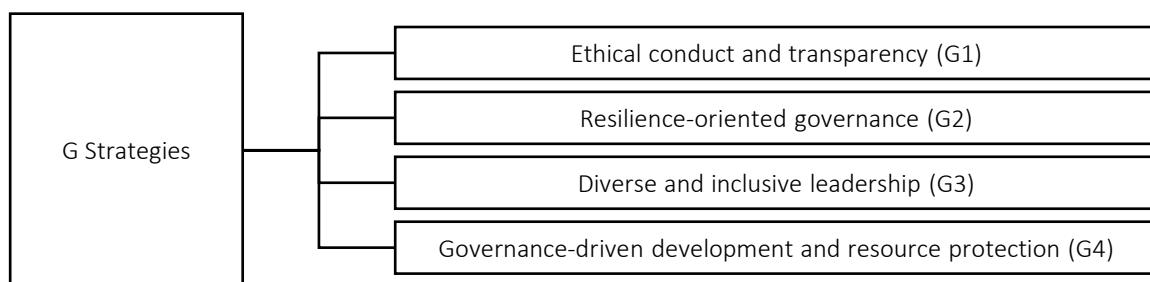 G Strategies
Ethical conduct and transparency (G1)
Resilience-oriented governance (G2)
Diverse and inclusive leadership (G3)
Governance-driven development and resource protection (G4)